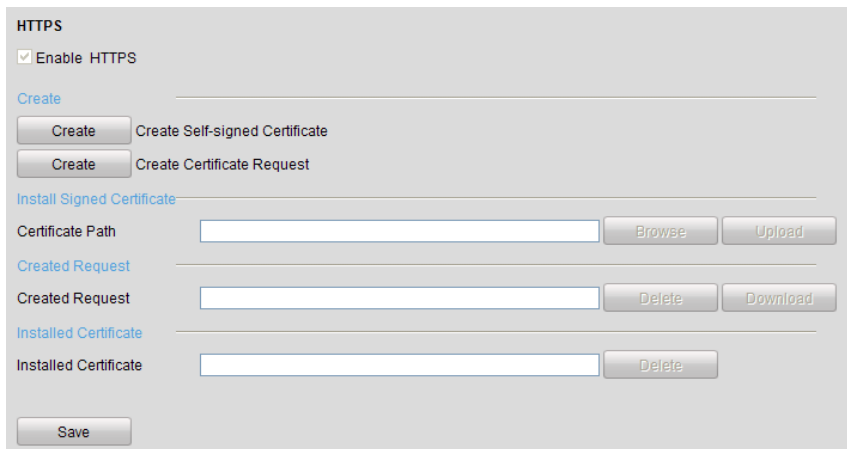 HTTPS
Enable HTTPS
Create
Create Create Self-signed Certificate
Create Create Certificate Request
Install Signed Certificate
Certificate Path Browse Upload
Created Request
Created Request Delete Download
Installed Certificate
Installed Certificate Delete
Save